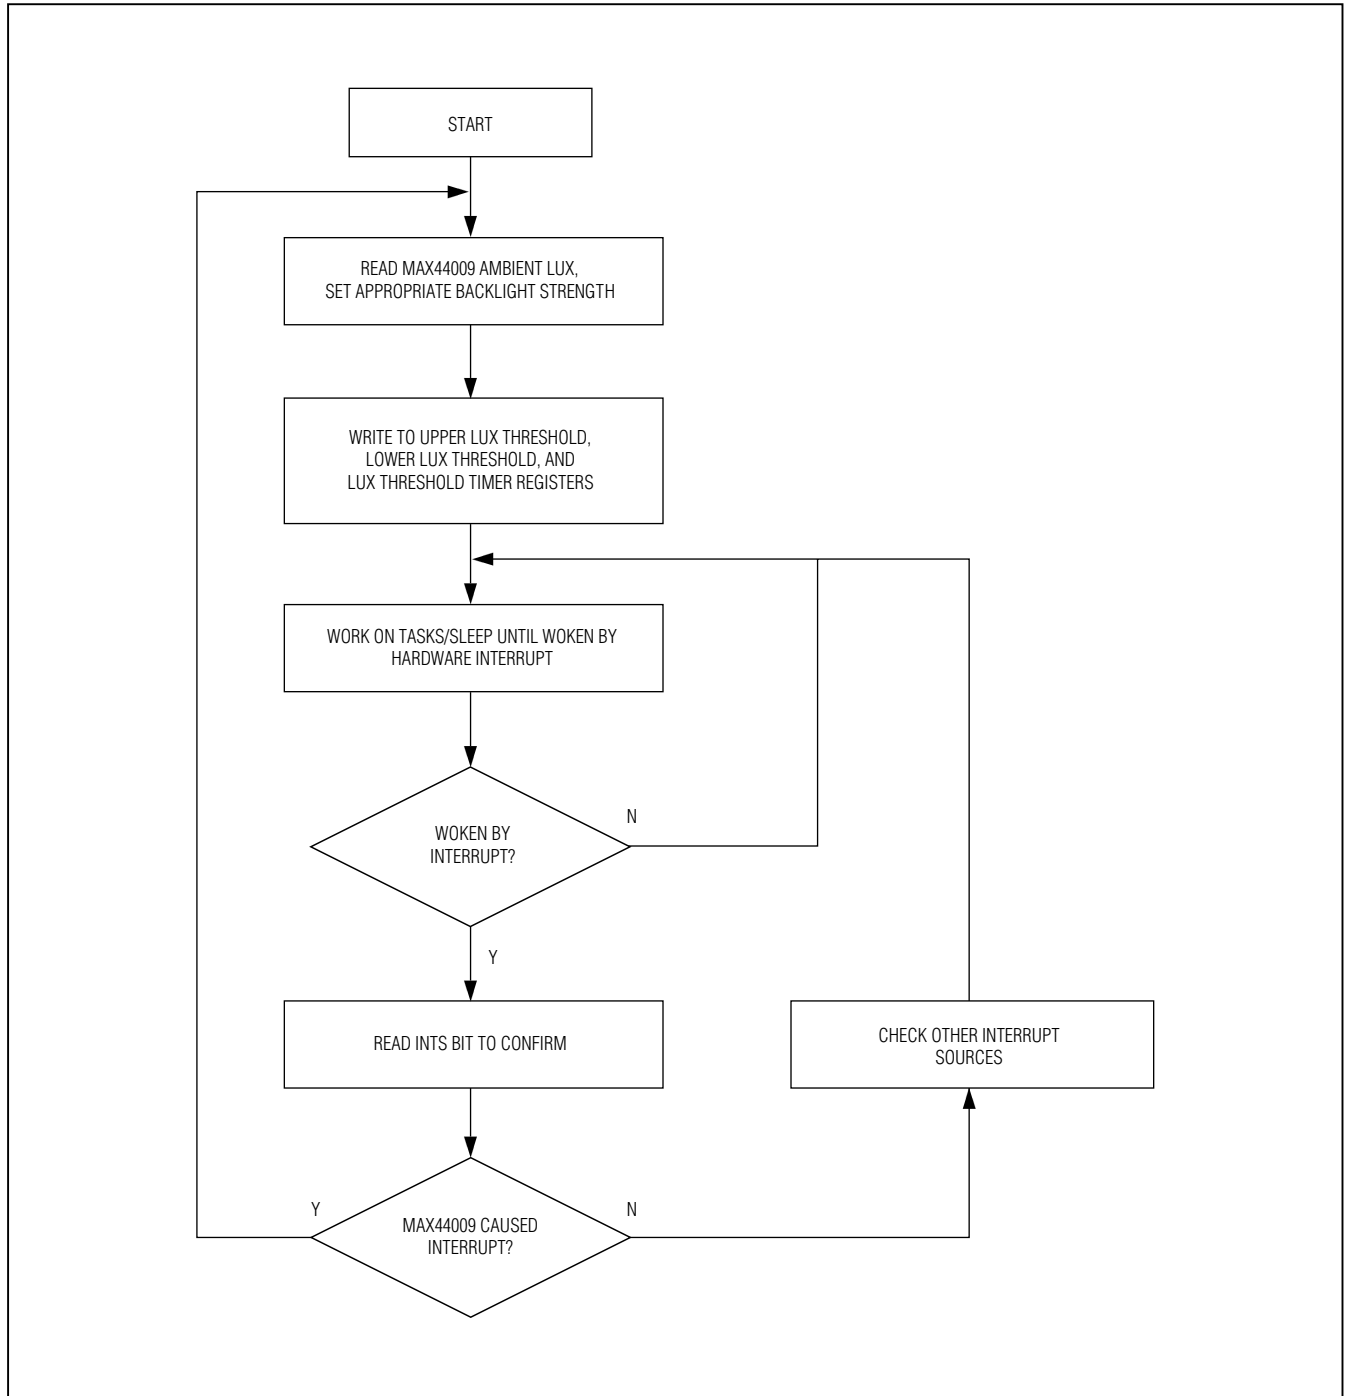 START
READ MAX44009 AMBIENT LUX,
SET APPROPRIATE BACKLIGHT STRENGTH
WRITE TO UPPER LUX THRESHOLD,
LOWER LUX THRESHOLD, AND
LUX THRESHOLD TIMER REGISTERS
WORK ON TASKS/SLEEP UNTIL WOKEN BY
HARDWARE INTERRUPT
WOKEN BY
INTERRUPT?
N
Y
READ INTS BIT TO CONFIRM
CHECK OTHER INTERRUPT
SOURCES
Y
MAX44009 CAUSED
INTERRUPT?
N